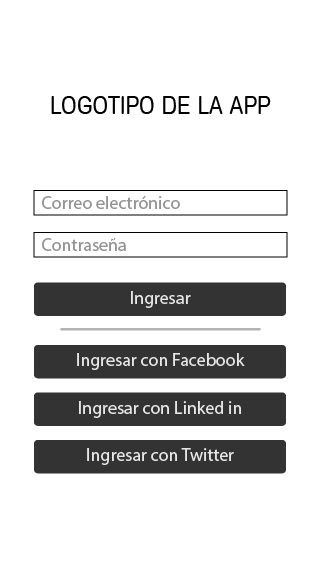 LOGOTIPO DE LA APP
Correo electrónico
Contraseña
Ingresar
Ingresar con Facebook
Ingresar con Linked in
Ingresar con Twitter